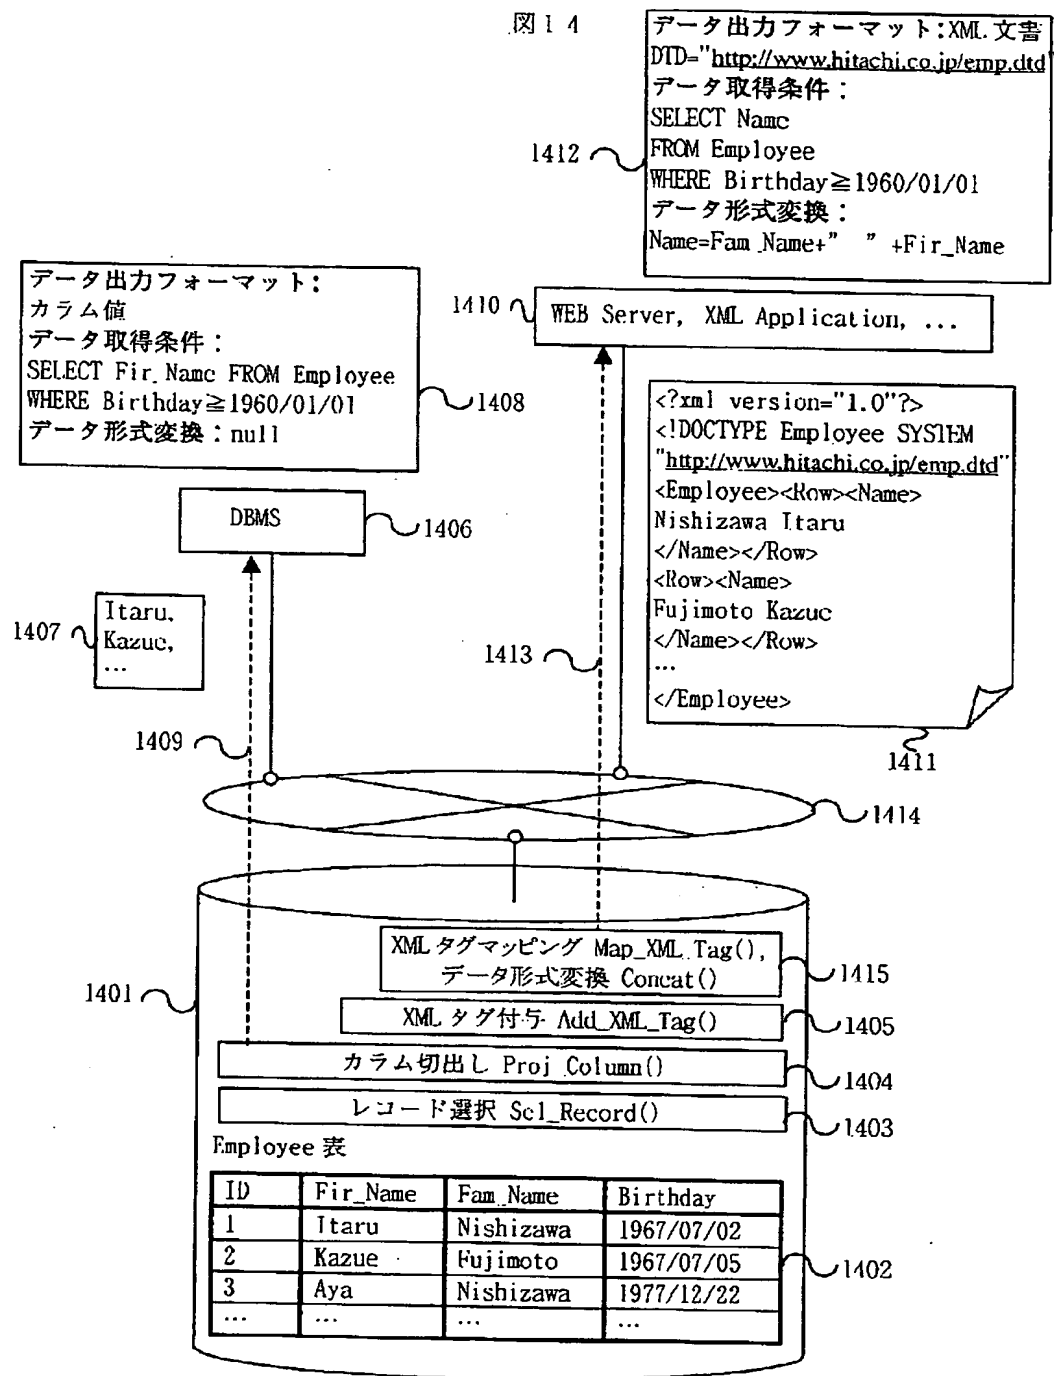 図14
データ出力フォーマット:XML文書
DTD="http://www.hitachi.co.jp/emp.dtd"
データ取得条件:
SELECT Name
FROM Employee
WHERE Birthday≧1960/01/01
データ形式変換:
Name=Fam_Name+" "+Fir_Name
1412
データ出力フォーマット:
カラム値
データ取得条件:
SELECT Fir_Name FROM Employee
WHERE Birthday≧1960/01/01
データ形式変換:null
1408
1410
WEB Server, XML Application, ...
<?xml version="1.0"?>
<!DOCTYPE Employee SYSTEM
"http://www.hitachi.co.jp/emp.dtd"
<Employee><Row><Name>
Nishizawa Itaru
</Name></Row>
<Row><Name>
Fujimoto Kazue
</Name></Row>
...
</Employee>
1411
DBMS
1406
1407
Itaru,
Kazue,
...
1413
1409
1414
XMLタグマッピング Map_XML_Tag(),
データ形式変換 Concat()
1415
1401
XMLタグ付与 Add_XML_Tag()
1405
カラム切出し Proj_Column()
1404
レコード選択 Sel_Record()
1403
Employee表
ID Fir_Name Fam_Name Birthday
1 Itaru Nishizawa 1967/07/02
2 Kazue Fujimoto 1967/07/05
3 Aya Nishizawa 1977/12/22
... ... ... ...
1402